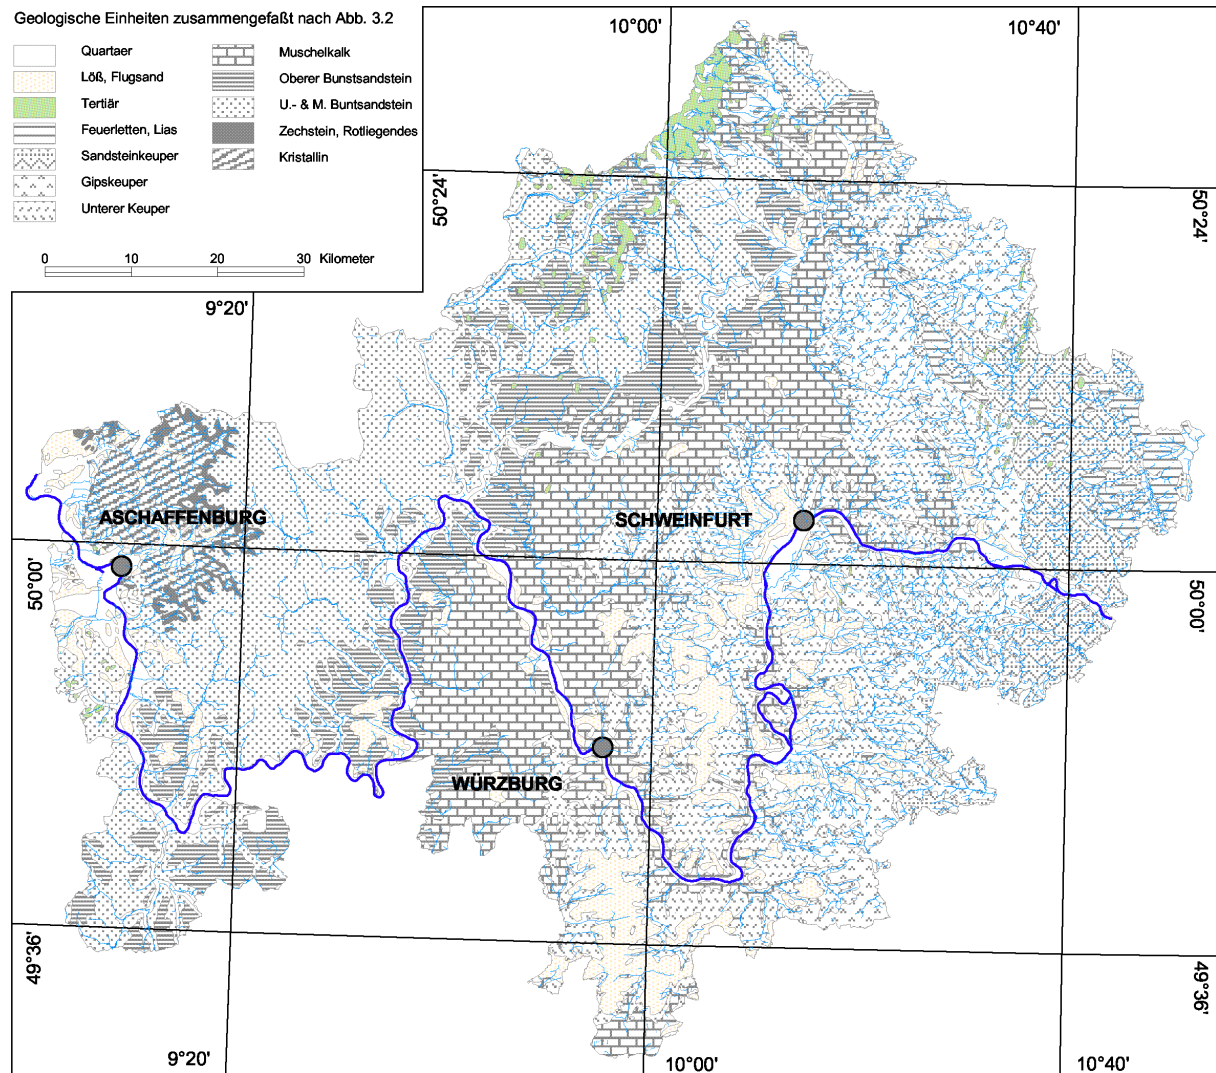 Geologische Einheiten zusammengefaßt nach Abb. 3.2
Quartaer
Löß, Flugsand
Tertiär
Feuerletten, Lias
Sandsteinkeuper
Gipskeuper
Unterer Keuper
Muschelkalk
Oberer Bunstsandstein
U.- & M. Buntsandstein
Zechstein, Rotliegendes
Kristallin
0 10 20 30 Kilometer
10°00'
10°40'
50°24'
50°24'
9°20'
ASCHAFFENBURG
SCHWEINFURT
50°00'
50°00'
WÜRZBURG
49°36'
49°36'
9°20'
10°00'
10°40'